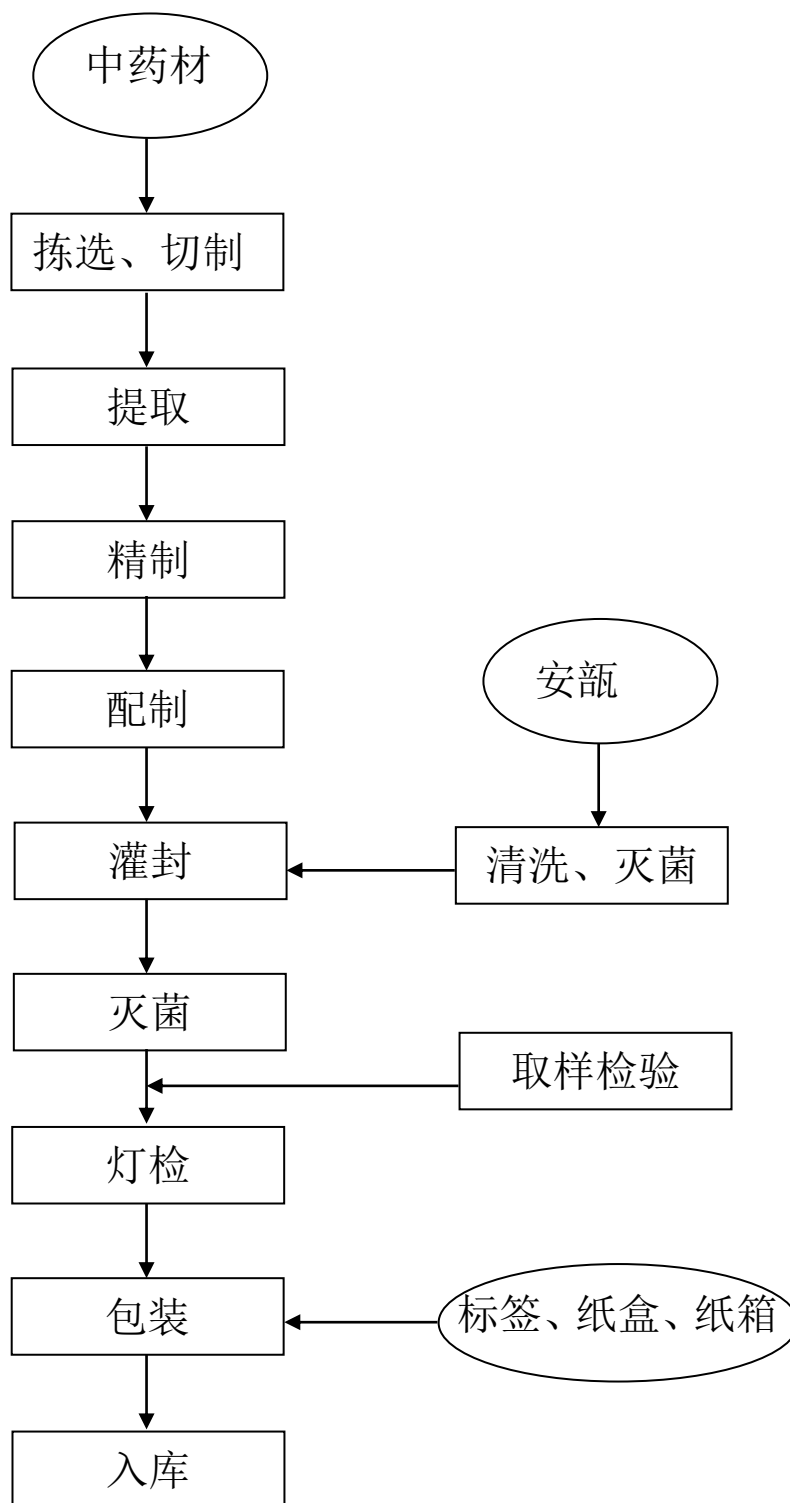 中药材
拣选、切制
提取
精制
配制
安瓿
灌封
清洗、灭菌
灭菌
取样检验
灯检
包装
标签、纸盒、纸箱
入库